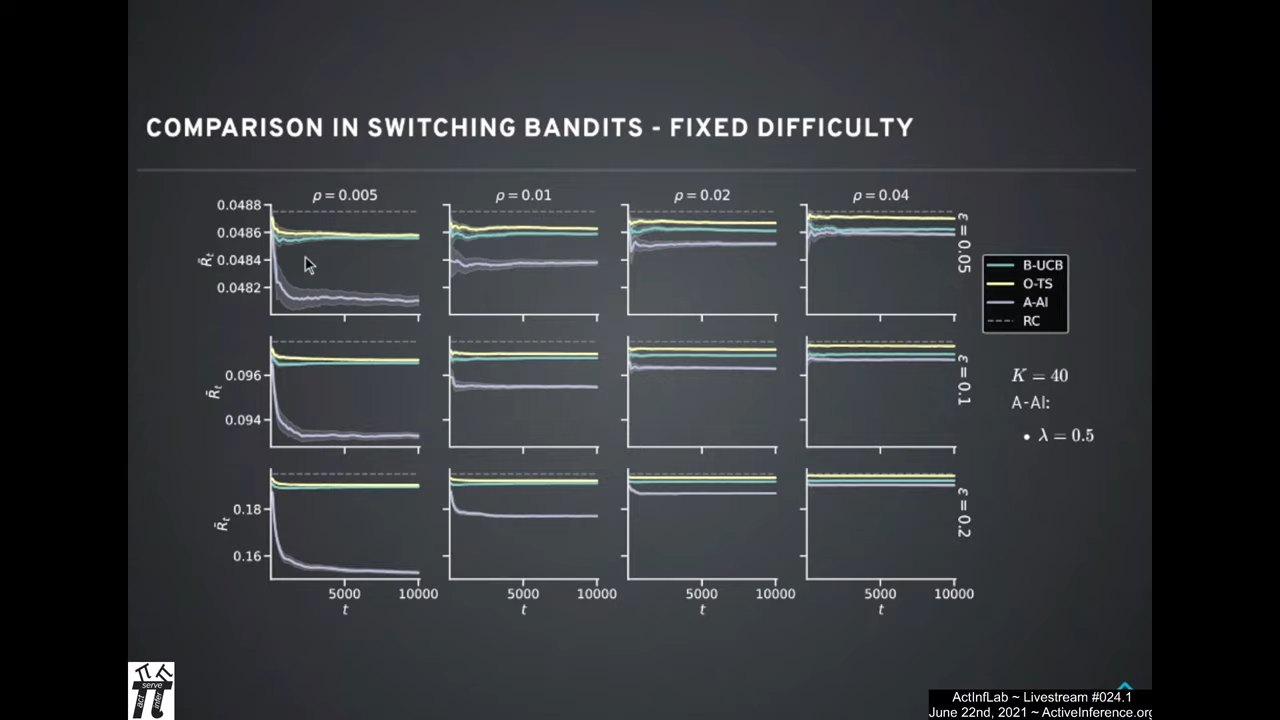 COMPARISON IN SWITCHING BANDITS - FIXED DIFFICULTY
ρ = 0.005
ρ = 0.01
ρ = 0.02
ρ = 0.04
0.0488
0.0486
0.0484
0.0482
R̄t
ε = 0.05
B-UCB
O-TS
A-AI
RC
0.096
0.094
R̄t
ε = 0.1
K = 40
A-AI:
• λ = 0.5
0.18
0.16
R̄t
ε = 0.2
5000 10000
t
5000 10000
t
5000 10000
t
5000 10000
t
act
serve
infer
ActInfLab ~ Livestream #024.1
June 22nd, 2021 ~ ActiveInference.org